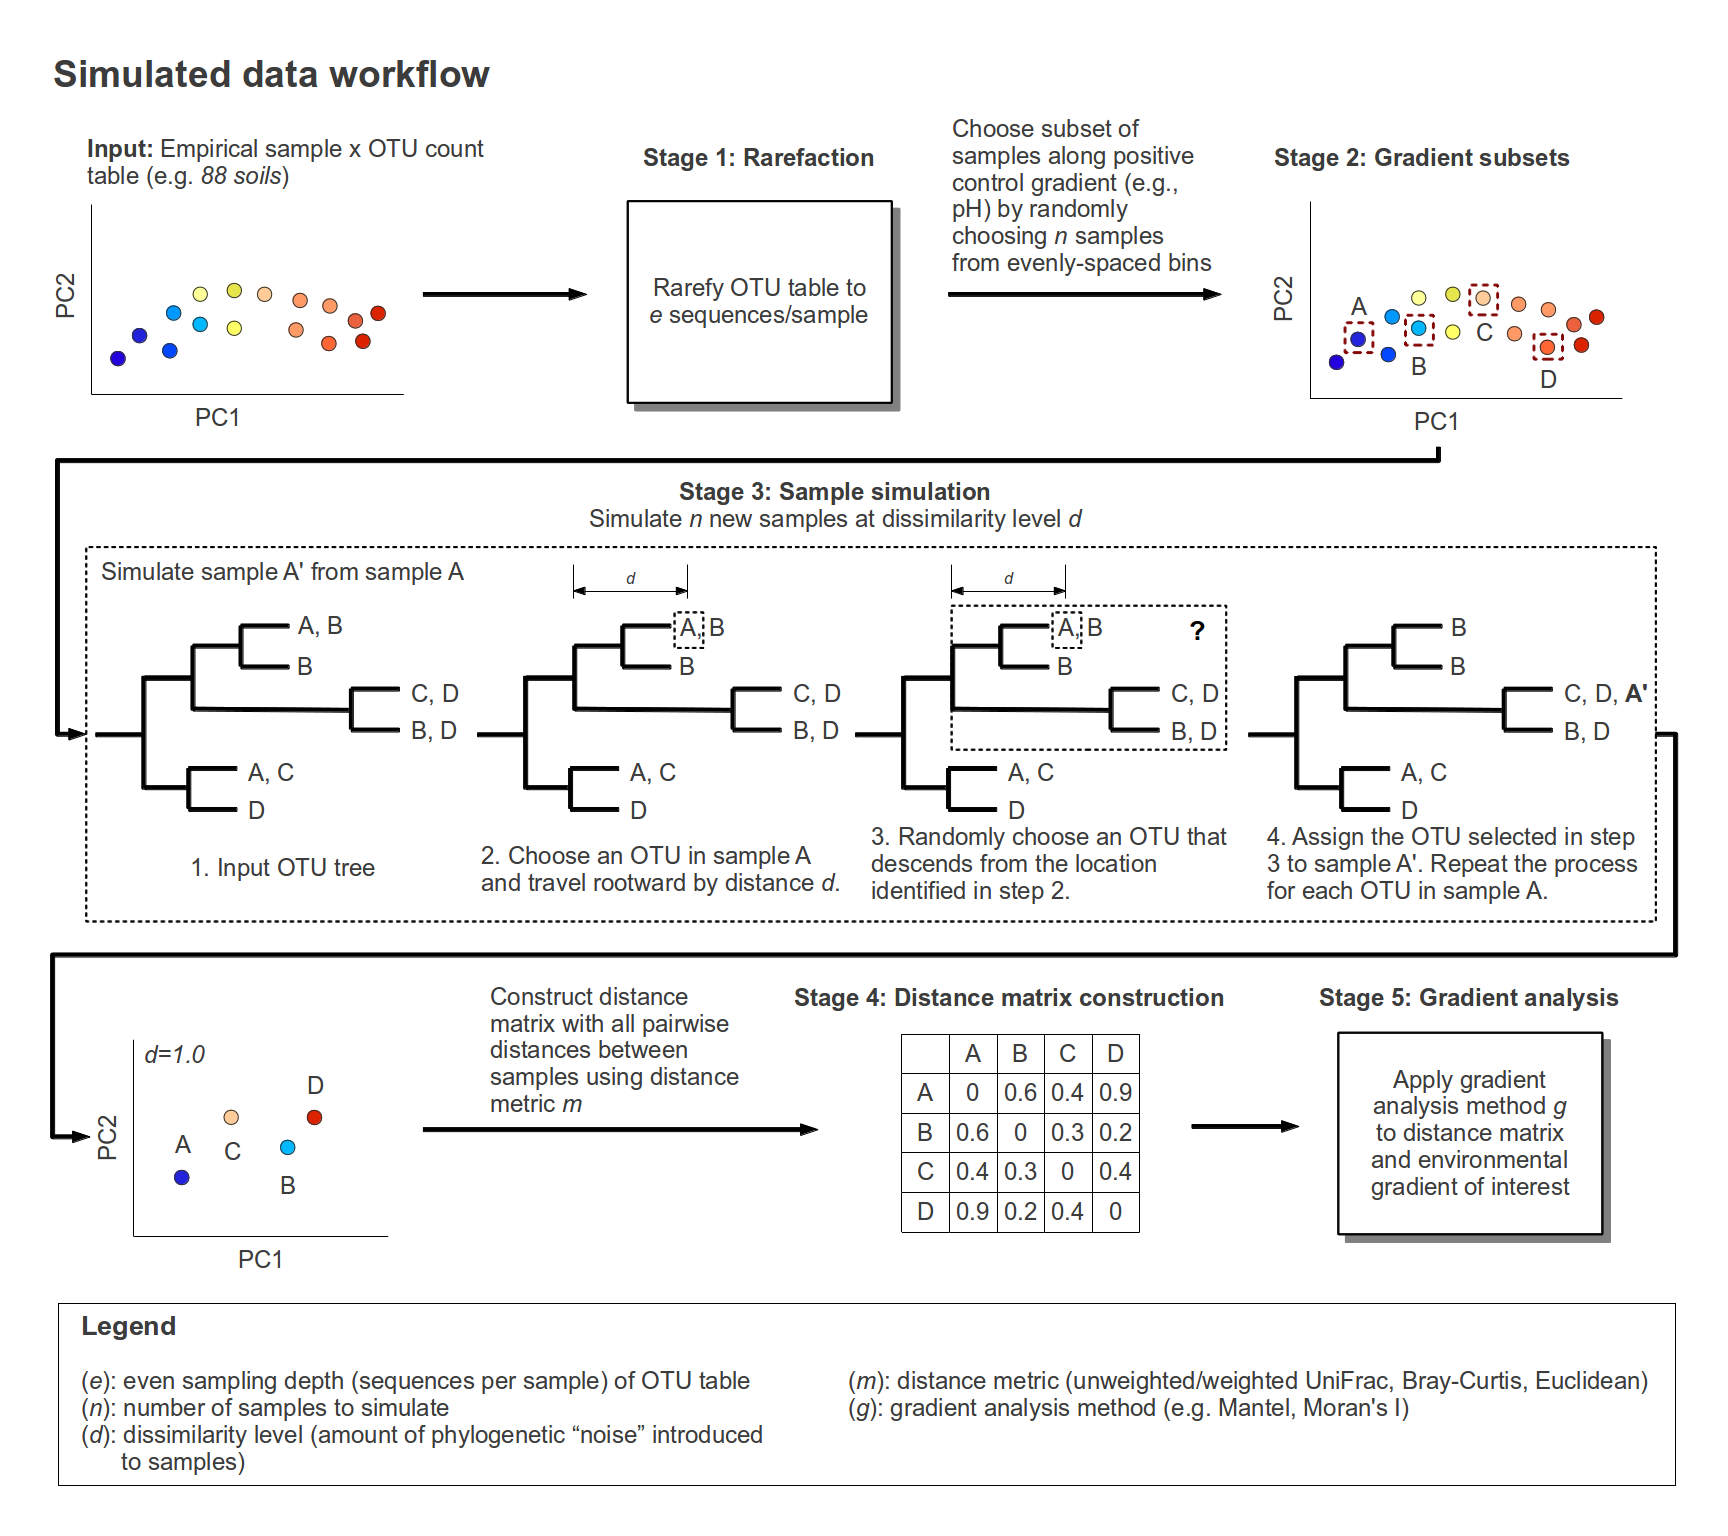 Simulated data workflow
Input: Empirical sample x OTU count
table (e.g. 88 soils)
PC2
PC1
Stage 1: Rarefaction
Rarefy OTU table to
e sequences/sample
Choose subset of
samples along positive
control gradient (e.g.,
pH) by randomly
choosing n samples
from evenly-spaced bins
Stage 2: Gradient subsets
PC2
A
B
C
D
PC1
Stage 3: Sample simulation
Simulate n new samples at dissimilarity level d
Simulate sample A' from sample A
A, B
B
C, D
B, D
A, C
D
1. Input OTU tree
d
A, B
B
C, D
B, D
A, C
D
2. Choose an OTU in sample A
and travel rootward by distance d.
d
A, B
?
B
C, D
B, D
A, C
D
3. Randomly choose an OTU that
descends from the location
identified in step 2.
B
B
C, D, A'
B, D
A, C
D
4. Assign the OTU selected in step
3 to sample A'. Repeat the process
for each OTU in sample A.
d=1.0
PC2
D
A
C
B
PC1
Construct distance
matrix with all pairwise
distances between
samples using distance
metric m
Stage 4: Distance matrix construction
A B C D
A 0 0.6 0.4 0.9
B 0.6 0 0.3 0.2
C 0.4 0.3 0 0.4
D 0.9 0.2 0.4 0
Stage 5: Gradient analysis
Apply gradient
analysis method g
to distance matrix
and environmental
gradient of interest
Legend
(e): even sampling depth (sequences per sample) of OTU table
(n): number of samples to simulate
(d): dissimilarity level (amount of phylogenetic “noise” introduced
to samples)
(m): distance metric (unweighted/weighted UniFrac, Bray-Curtis, Euclidean)
(g): gradient analysis method (e.g. Mantel, Moran's I)